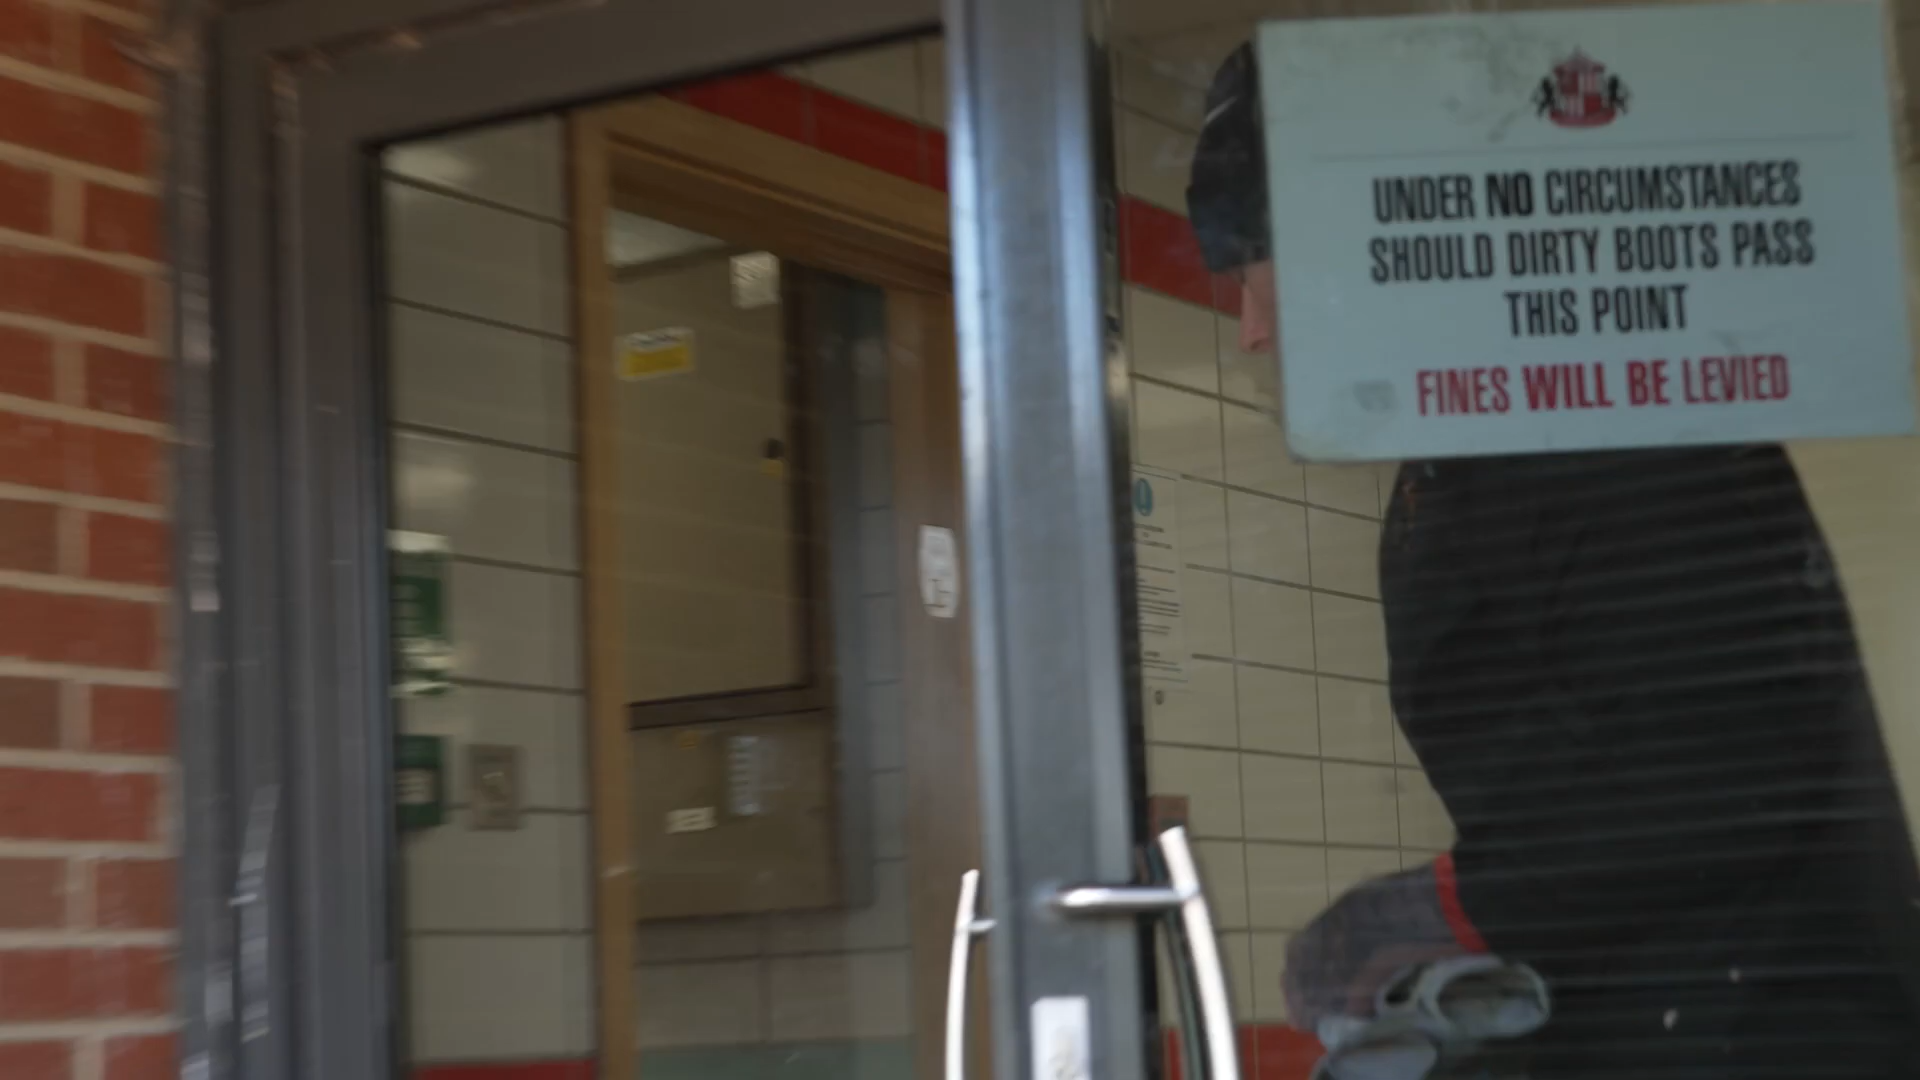 UNDER NO CIRCUMSTANCES
SHOULD DIRTY BOOTS PASS
THIS POINT
FINES WILL BE LEVIED